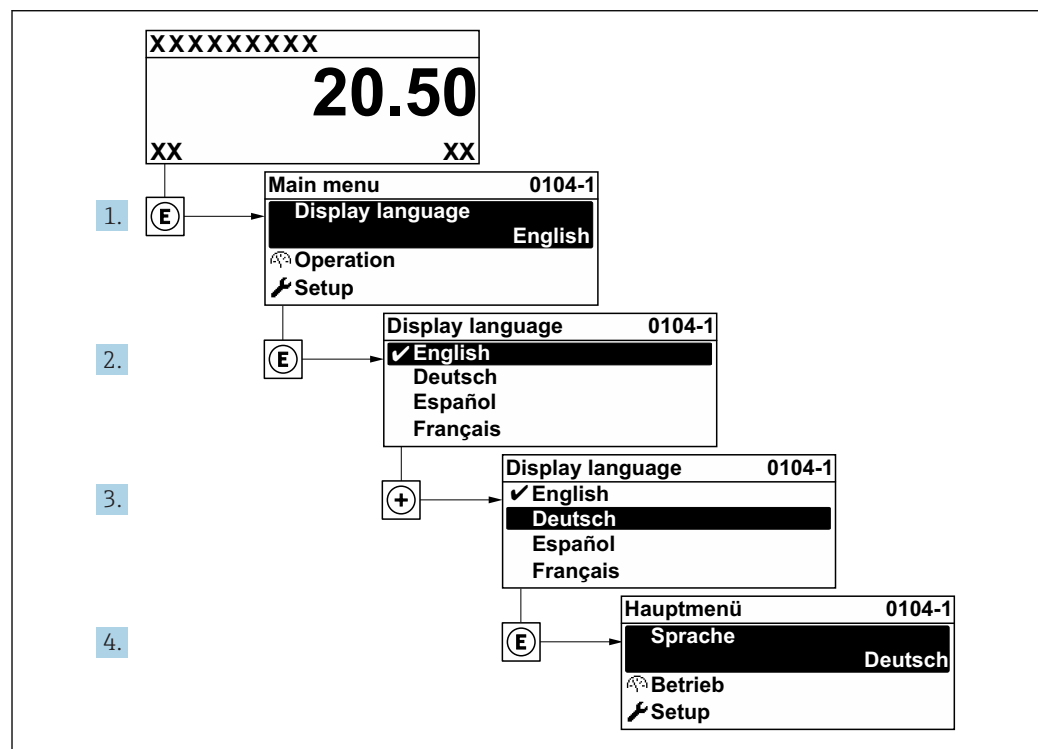 XXXXXXXXX
20.50
XX XX
1. E
Main menu 0104-1
Display language
English
Operation
Setup
2. E
Display language 0104-1
✔ English
Deutsch
Español
Français
3. +
Display language 0104-1
✔ English
Deutsch
Español
Français
4. E
Hauptmenü 0104-1
Sprache
Deutsch
Betrieb
Setup